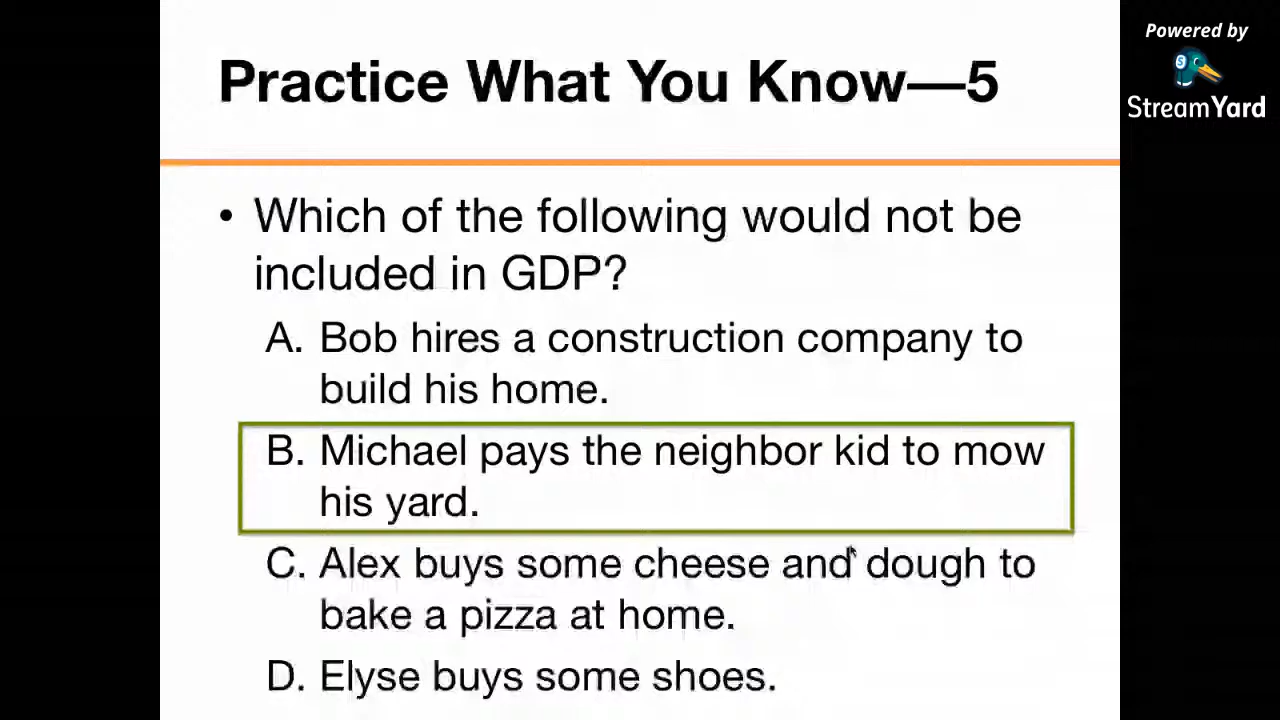 Powered by
StreamYard
Practice What You Know—5
• Which of the following would not be
included in GDP?
A. Bob hires a construction company to
build his home.
B. Michael pays the neighbor kid to mow
his yard.
C. Alex buys some cheese and dough to
bake a pizza at home.
D. Elyse buys some shoes.